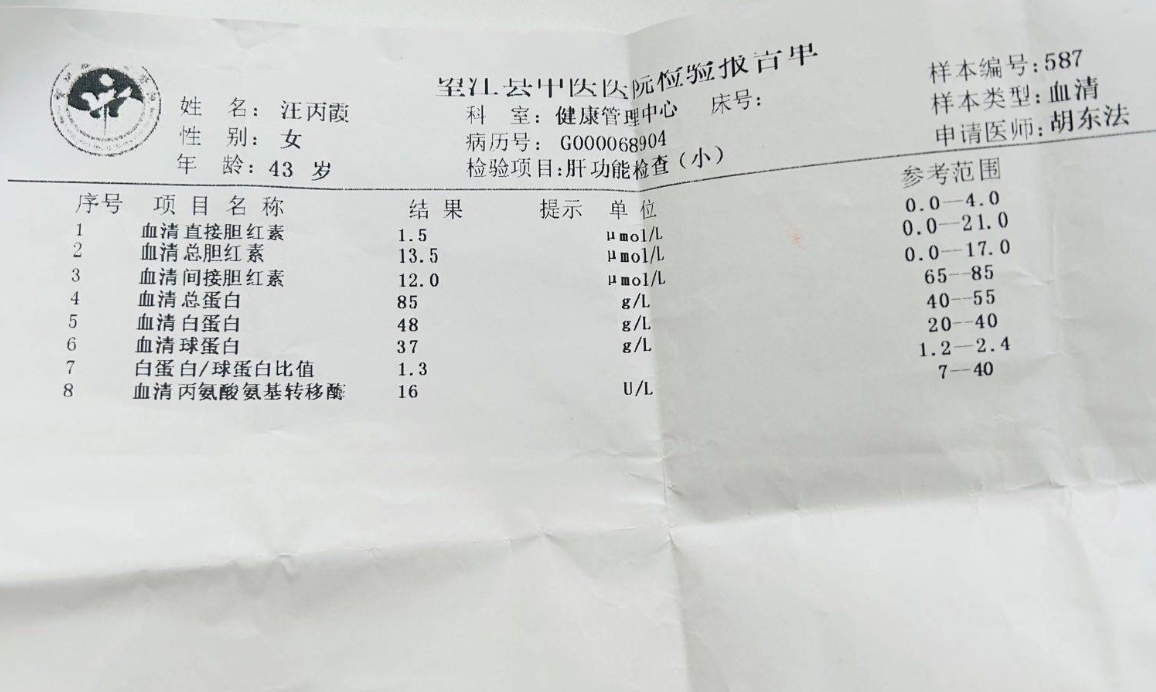 望江县中医医院检验报告单
样本编号:587
姓 名: 汪丙霞 科 室: 健康管理中心 床号: 样本类型:血清
性 别: 女 病历号: G000068904 申请医师:胡东法
年 龄: 43 岁 检验项目:肝功能检查(小)
序号 项目名称 结果 提示 单位 参考范围
1 血清直接胆红素 1.5 μmol/L 0.0--4.0
2 血清总胆红素 13.5 μmol/L 0.0--21.0
3 血清间接胆红素 12.0 μmol/L 0.0--17.0
4 血清总蛋白 85 g/L 65--85
5 血清白蛋白 48 g/L 40--55
6 血清球蛋白 37 g/L 20--40
7 白蛋白/球蛋白比值 1.3 1.2--2.4
8 血清丙氨酸氨基转移酶 16 U/L 7--40